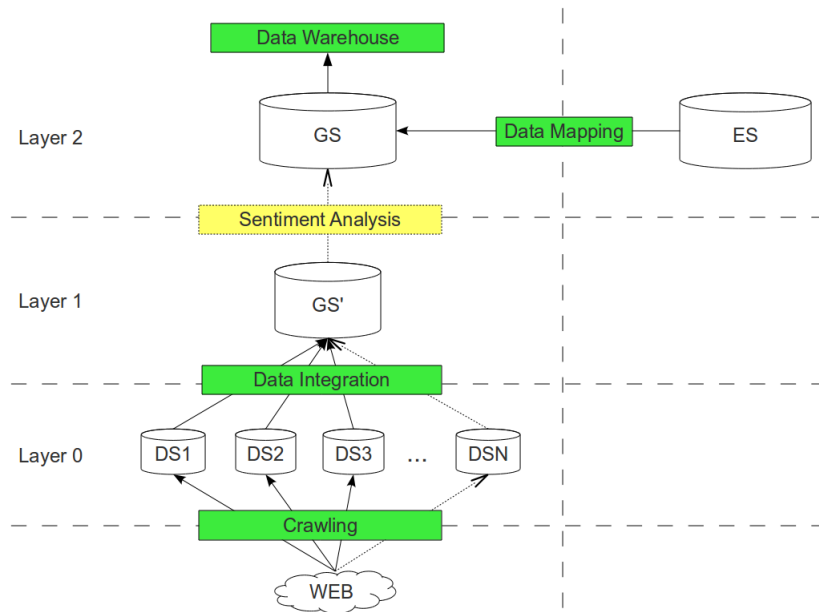 Data Warehouse
Layer 2
GS
Data Mapping
ES
Sentiment Analysis
Layer 1
GS'
Data Integration
Layer 0
DS1
DS2
DS3
...
DSN
Crawling
WEB